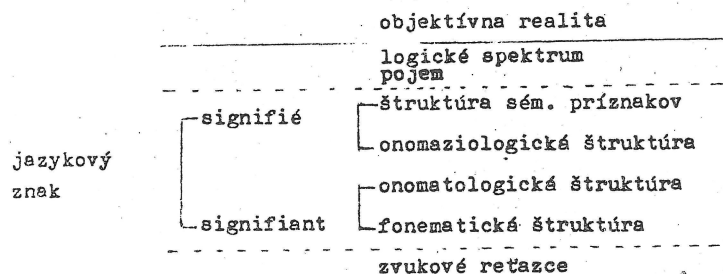 objektívna realita
logické spektrum
pojem
signifié štruktúra sém. príznakov
onomaziologická štruktúra
jazykový
znak
onomatologická štruktúra
signifiant fonematická štruktúra
zvukové reťazce